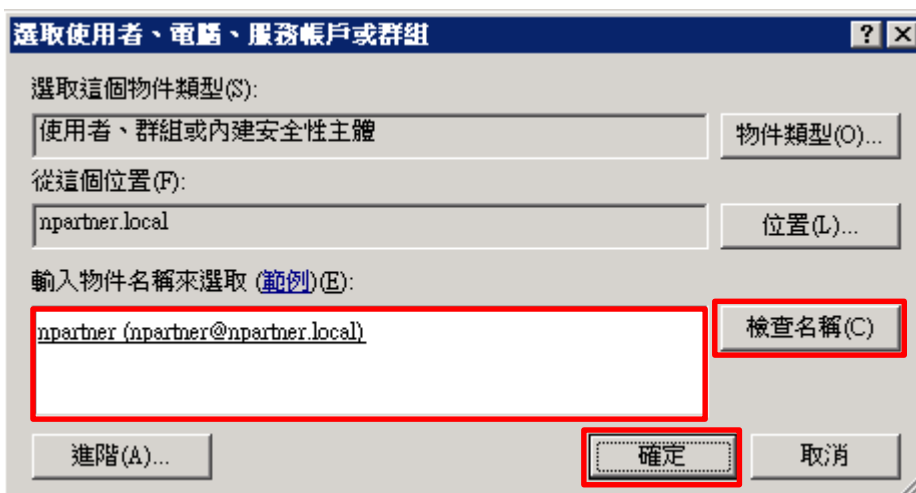 選取使用者、電腦、服務帳戶或群組
選取這個物件類型(S):
使用者、群組或內建安全性主體
物件類型(O)...
從這個位置(F):
npartner.local
位置(L)...
輸入物件名稱來選取 (範例)(E):
npartner (npartner@npartner.local)
檢查名稱(C)
進階(A)...
確定
取消